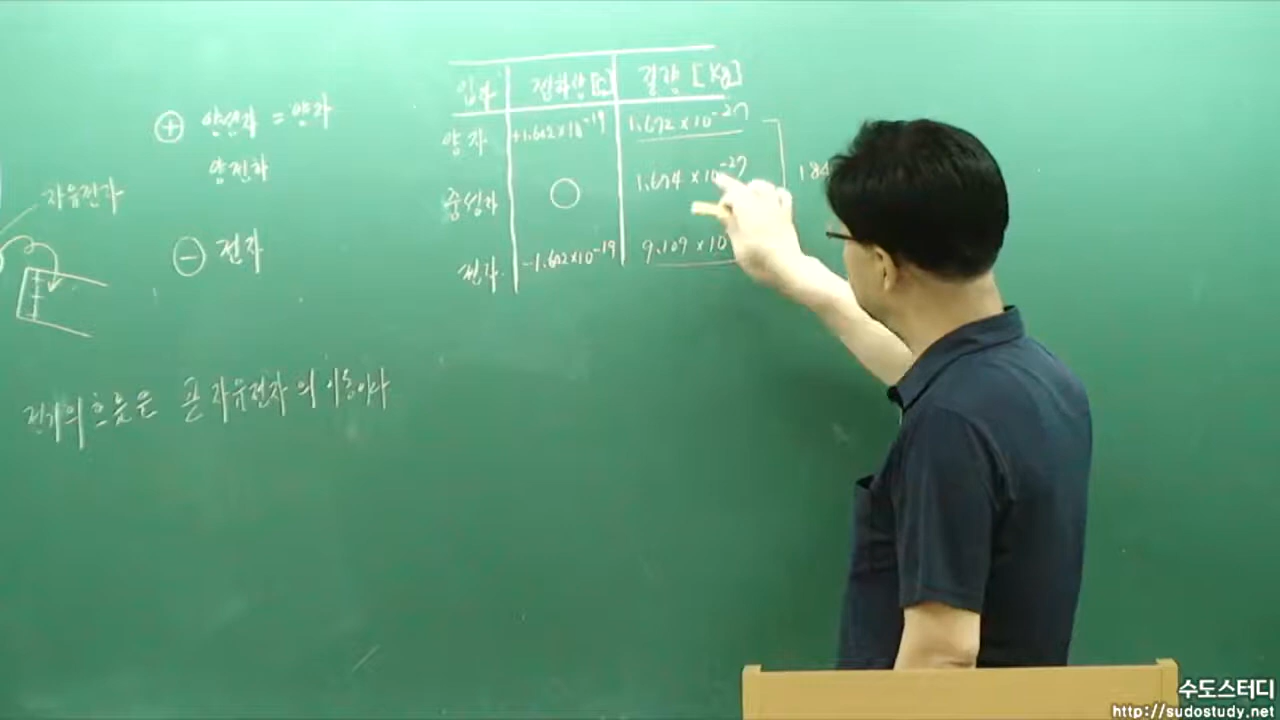 입자 전하량[C] 질량 [Kg]
양자 +1.602×10⁻¹⁹ 1.672×10⁻²⁷
중성자 ○ 1.674×10⁻²⁷ 184
전자 -1.602×10⁻¹⁹ 9.109×10
⊕ 양전자 = 양자
양전하
자유전자
⊖ 전자
전기의 흐름은 곧 자유전자의 이동이다
수도스터디
http://sudostudy.net